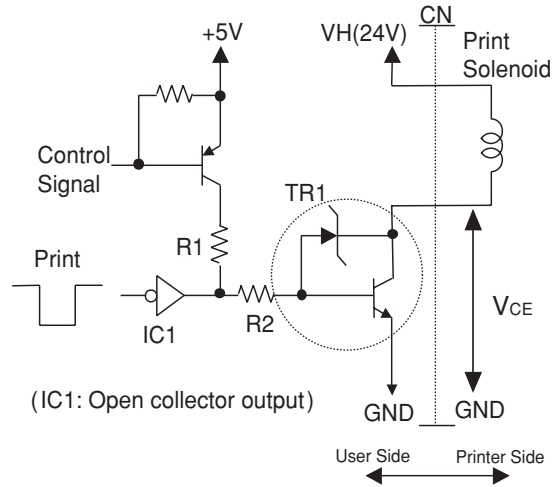 CN
+5V
VH(24V)
Print
Solenoid
Control
Signal
TR1
R1
Print
IC1
R2
VCE
(IC1: Open collector output)
GND
GND
User Side
Printer Side